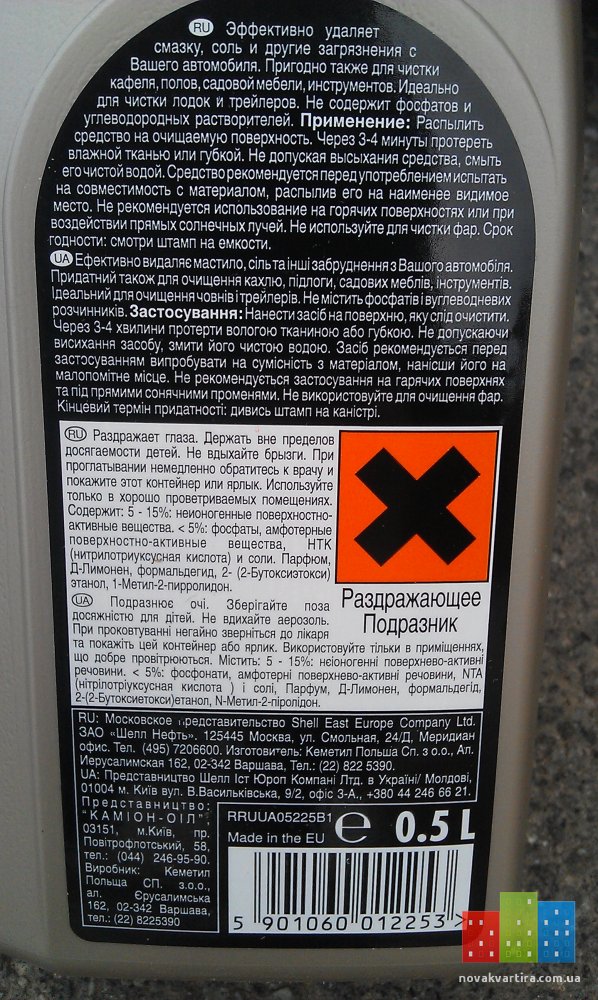 RU Эффективно удаляет
смазку, соль и другие загрязнения с
Вашего автомобиля. Пригодно также для чистки
кафеля, полов, садовой мебели, инструментов. Идеально
для чистки лодок и трейлеров. Не содержит фосфатов и
углеводородных растворителей. Применение: Распылить
средство на очищаемую поверхность. Через 3-4 минуты протереть
влажной тканью или губкой. Не допуская высыхания средства, смыть
его чистой водой. Средство рекомендуется перед употреблением испытать
на совместимость с материалом, распылив его на наименее видимое
место. Не рекомендуется использование на горячих поверхностях или при
воздействии прямых солнечных лучей. Не используйте для чистки фар. Срок
годности: смотри штамп на емкости.
UA Ефективно видаляє мастило, сіль та інші забруднення з Вашого автомобіля.
Придатний також для очищення кахлю, підлоги, садових меблів, інструментів.
Ідеальний для очищення човнів і трейлерів. Не містить фосфатів і вуглеводневих
розчинників. Застосування: Нанести засіб на поверхню, яку слід очистити.
Через 3-4 хвилини протерти вологою тканиною або губкою. Не допускаючи
висихання засобу, змити його чистою водою. Засіб рекомендується перед
застосуванням випробувати на сумісність з матеріалом, нанісши його на
малопомітне місце. Не рекомендується застосування на гарячих поверхнях
та під прямими сонячними променями. Не використовуйте для очищення фар.
Кінцевий термін придатності: дивись штамп на каністрі.
RU Раздражает глаза. Держать вне пределов
досягаемости детей. Не вдыхайте брызги. При
проглатывании немедленно обратитесь к врачу и
покажите этот контейнер или ярлык. Используйте
только в хорошо проветриваемых помещениях.
Содержит: 5 - 15%: неионогенные поверхностно-
активные вещества. < 5%: фосфаты, амфотерные
поверхностно-активные вещества, НТК
(нитрилотриуксусная кислота) и соли. Парфюм,
Д-Лимонен, формальдегид, 2- (2-Бутоксиэтокси)
этанол, 1-Метил-2-пирролидон.
Раздражающее
Подразник
UA Подразнює очі. Зберігайте поза
досяжністю для дітей. Не вдихайте аерозоль.
При проковтуванні негайно зверніться до лікаря
та покажіть цей контейнер або ярлик. Використовуйте тільки в приміщеннях,
що добре провітрюються. Містить: 5 - 15%: неіоногенні поверхнево-активні
речовини. < 5%: фосфонати, амфотерні поверхнево-активні речовини, NTA
(нітрілотріуксусная кислота ) і солі, Парфум, Д-Лимонен, формальдегід,
2-(2-Бутоксиетокси)етанол, N-Метил-2-піролідон.
RU: Московское представительство Shell East Europe Company Ltd.
ЗАО «Шелл Нефть». 125445 Москва, ул. Смольная, 24/Д, Меридиан
офис. Тел. (495) 7206600. Изготовитель: Кеметил Польша Сп. з о.о., Ал.
Иерусалимская 162, 02-342 Варшава, Тел.: (22) 822 5390.
UA: Представництво Шелл Іст Юроп Компані Лтд. в Україні/ Молдові,
01004 м. Київ вул. В.Васильківська, 9/2, офіс 3-А., +380 44 246 66 21.
Представництво:
"КАМІОН-ОІЛ",
03151, м.Київ, пр.
Повітрофлотський, 58,
тел.: (044) 246-95-90.
Виробник: Кеметил
Польща СП. з.о.о.,
ал. Єрусалимська
162, 02-342 Варшава,
тел.: (22) 8225390
RRUUA05225B1
Made in the EU
e 0.5 L
5 901060 012253 >
novakvartira.com.ua